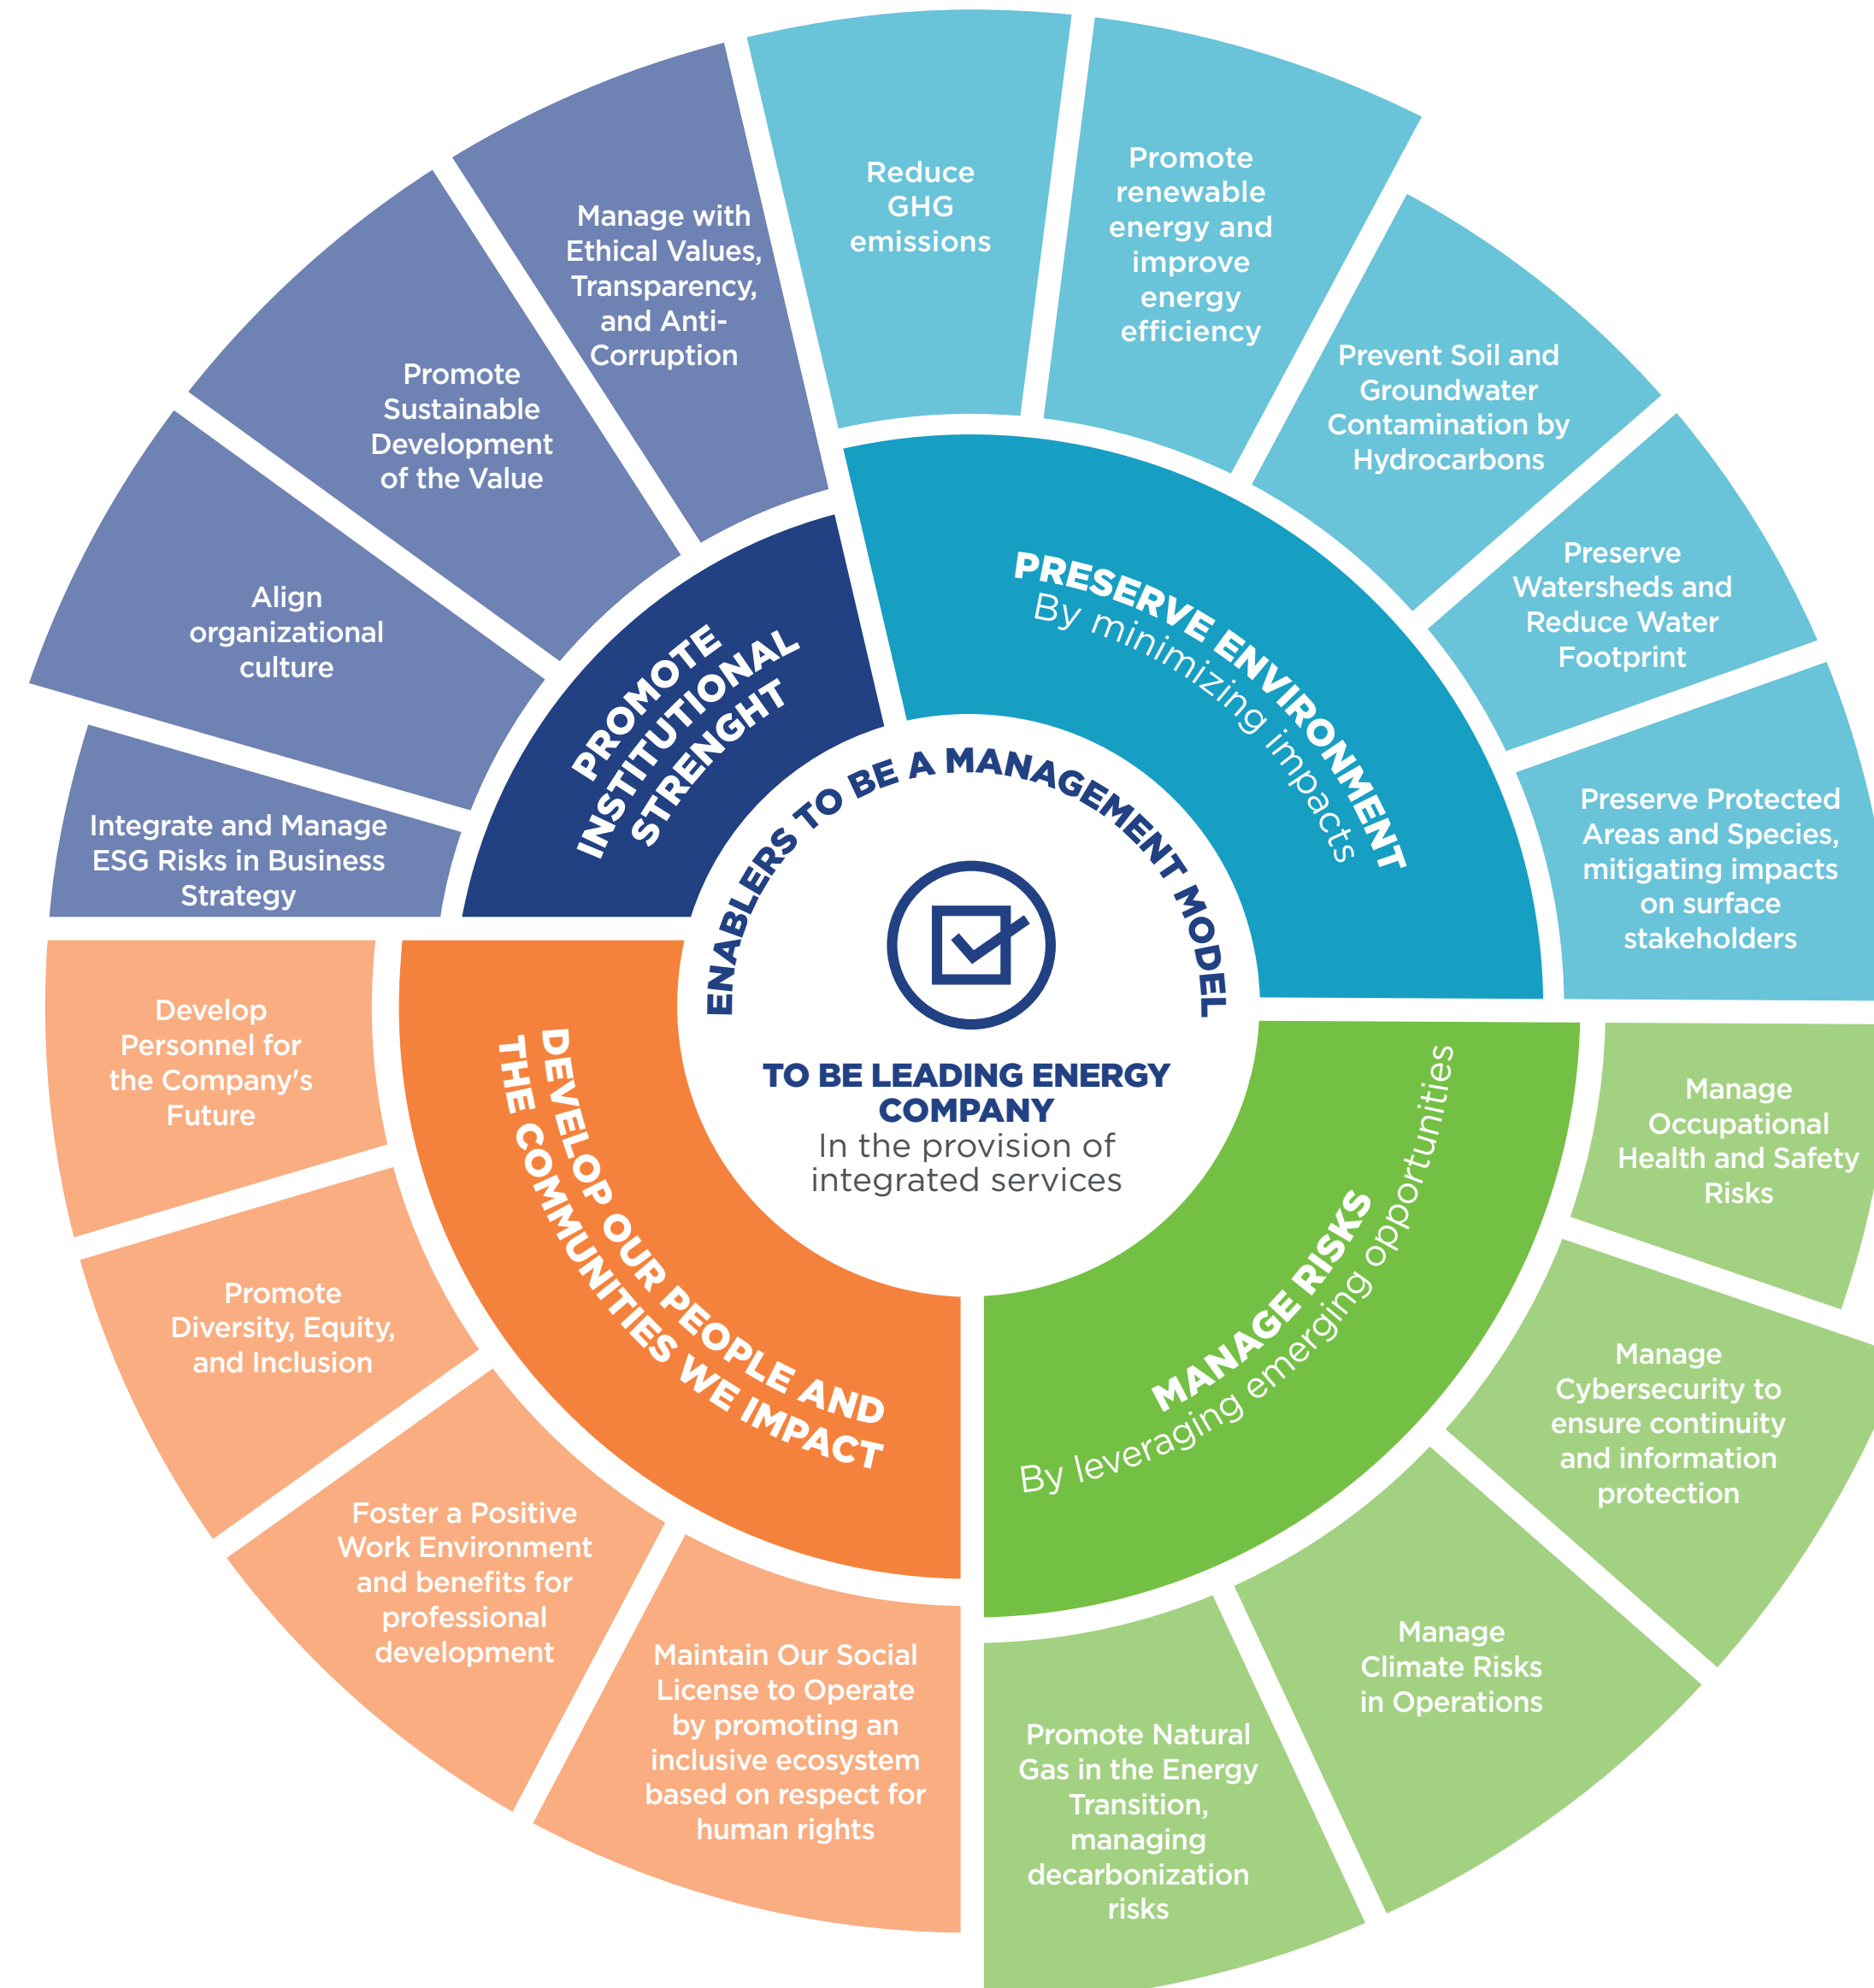 ENABLERS TO BE A MANAGEMENT MODEL
TO BE LEADING ENERGY
COMPANY
In the provision of
integrated services
PROMOTE
INSTITUTIONAL
STRENGHT
Integrate and Manage
ESG Risks in Business
Strategy
Align
organizational
culture
Promote
Sustainable
Development
of the Value
Manage with
Ethical Values,
Transparency,
and Anti-
Corruption
PRESERVE ENVIRONMENT
By minimizing impacts
Reduce
GHG
emissions
Promote
renewable
energy and
improve
energy
efficiency
Prevent Soil and
Groundwater
Contamination by
Hydrocarbons
Preserve
Watersheds and
Reduce Water
Footprint
Preserve Protected
Areas and Species,
mitigating impacts
on surface
stakeholders
MANAGE RISKS
By leveraging emerging opportunities
Manage
Occupational
Health and Safety
Risks
Manage
Cybersecurity to
ensure continuity
and information
protection
Manage
Climate Risks
in Operations
Promote Natural
Gas in the Energy
Transition,
managing
decarbonization
risks
DEVELOP OUR PEOPLE AND
THE COMMUNITIES WE IMPACT
Maintain Our Social
License to Operate
by promoting an
inclusive ecosystem
based on respect for
human rights
Foster a Positive
Work Environment
and benefits for
professional
development
Promote
Diversity, Equity,
and Inclusion
Develop
Personnel for
the Company's
Future